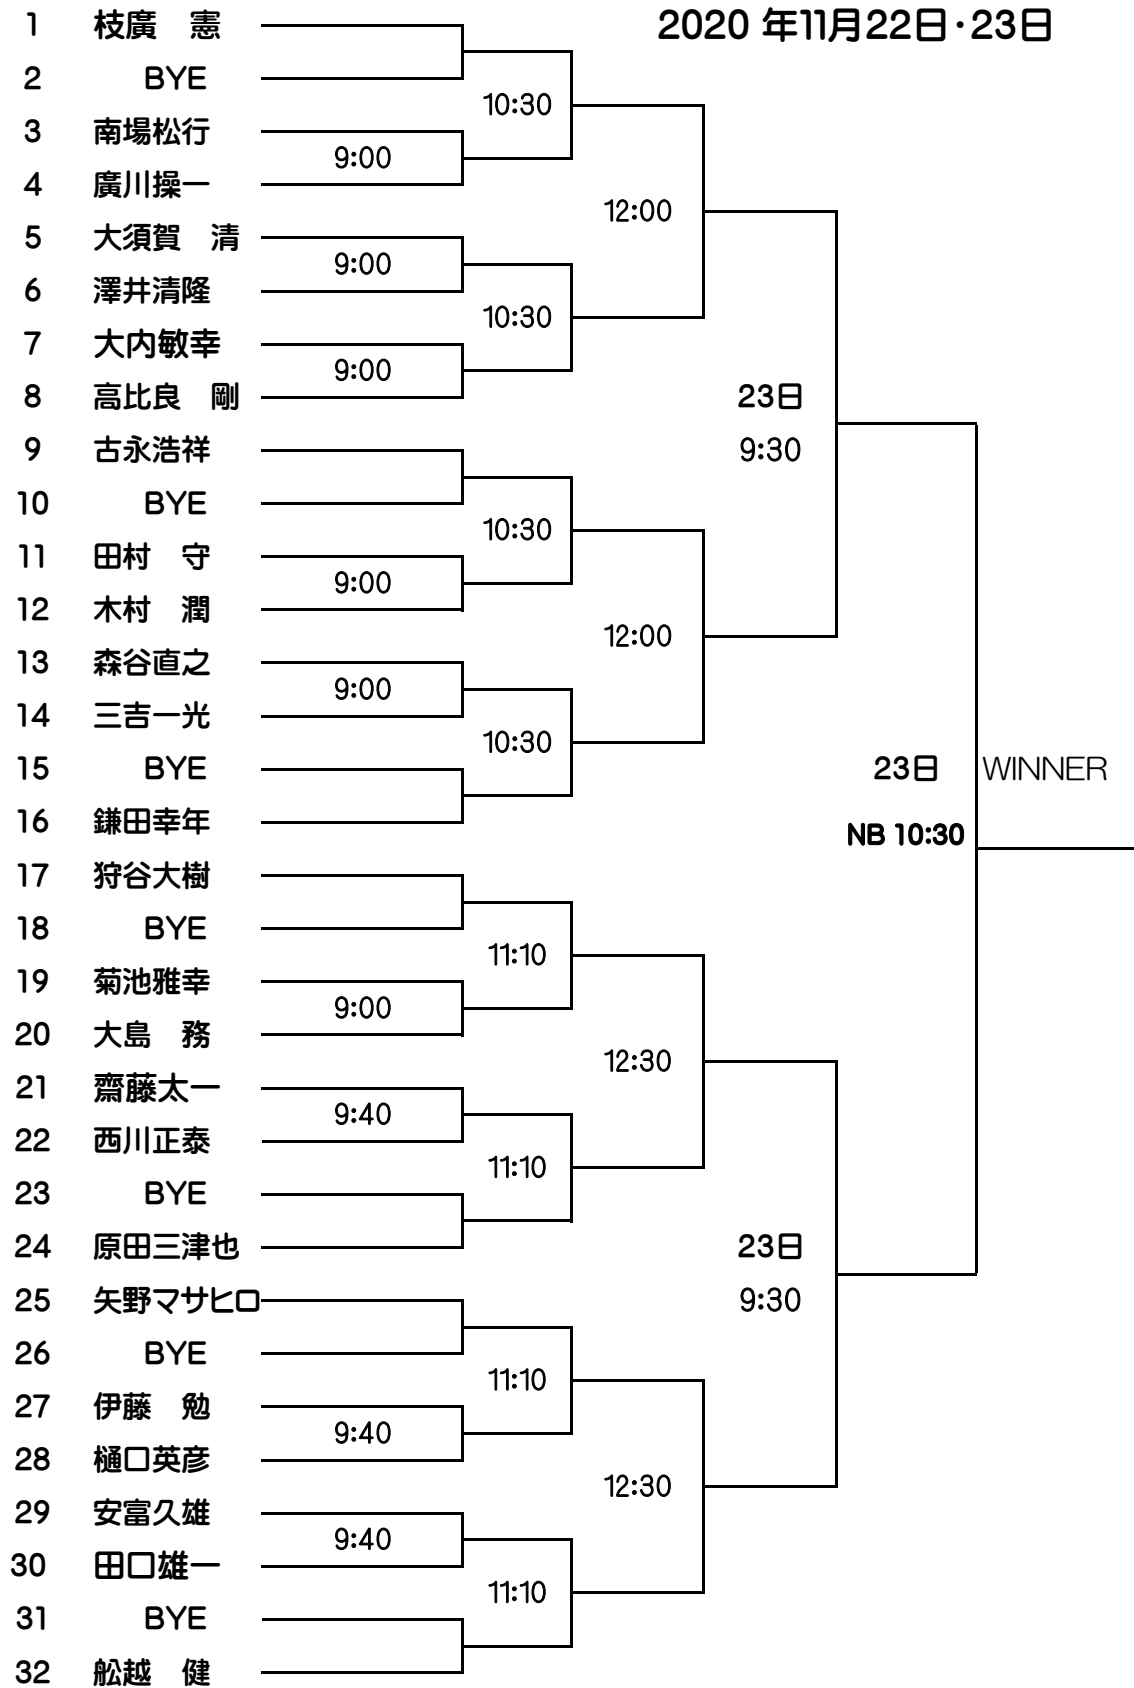 1 枝廣　憲 2020 年11月22日･23日
2 BYE
10:30
3 南場松行
9:00
4 廣川操一
12:00
5 大須賀　清
9:00
6 澤井清隆
10:30
7 大内敏幸
9:00
8 高比良　剛 23日
9 古永浩祥 9:30
10 BYE
10:30
11 田村　守
9:00
12 木村　潤
12:00
13 森谷直之
9:00
14 三吉一光
10:30
15 BYE 23日 WINNER
16 鎌田幸年 NB 10:30
17 狩谷大樹
18 BYE
11:10
19 菊池雅幸
9:00
20 大島　務
12:30
21 齋藤太一
9:40
22 西川正泰
11:10
23 BYE
24 原田三津也 23日
25 矢野マサヒロ 9:30
26 BYE
11:10
27 伊藤　勉
9:40
28 樋口英彦
12:30
29 安富久雄
9:40
30 田口雄一
11:10
31 BYE
32 舩越　健